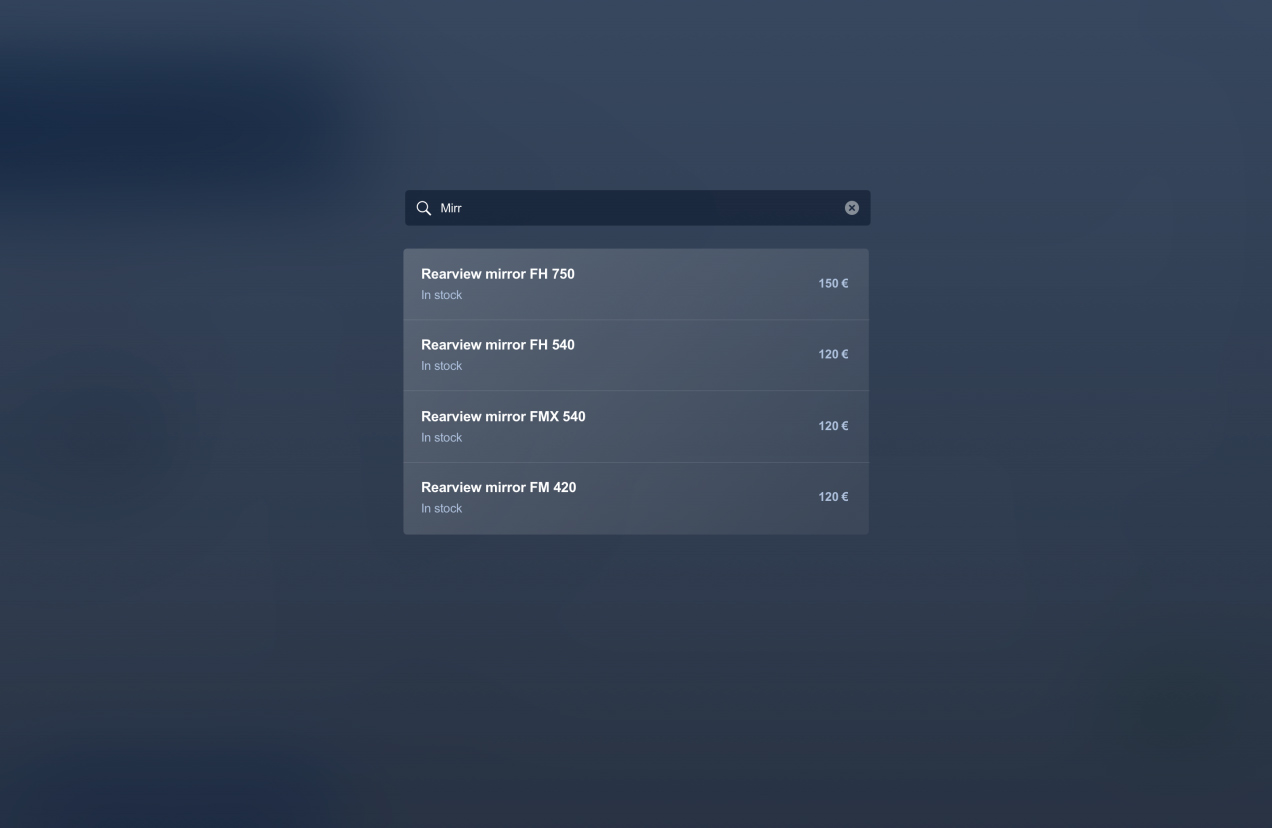 Mirr
Rearview mirror FH 750
In stock
150 €
Rearview mirror FH 540
In stock
120 €
Rearview mirror FMX 540
In stock
120 €
Rearview mirror FM 420
In stock
120 €